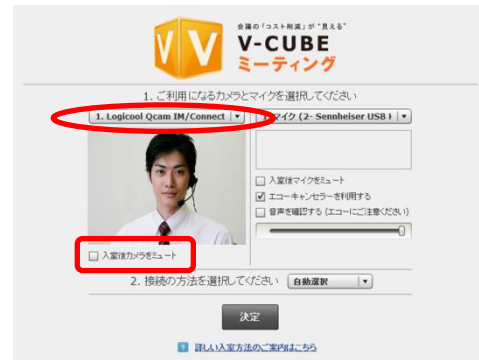 会議の「コスト削減」が"見える"
V-CUBE
ミーティング
1. ご利用になるカメラとマイクを選択してください
1. Logicool Qcam IM/Connect
マイク (2- Sennheiser USB
入室後マイクをミュート
エコーキャンセラーを利用する
音声を確認する (エコーにご注意ください)
入室後カメラをミュート
2. 接続の方法を選択してください 自動選択
決定
? 詳しい入室方法のご案内はこちら